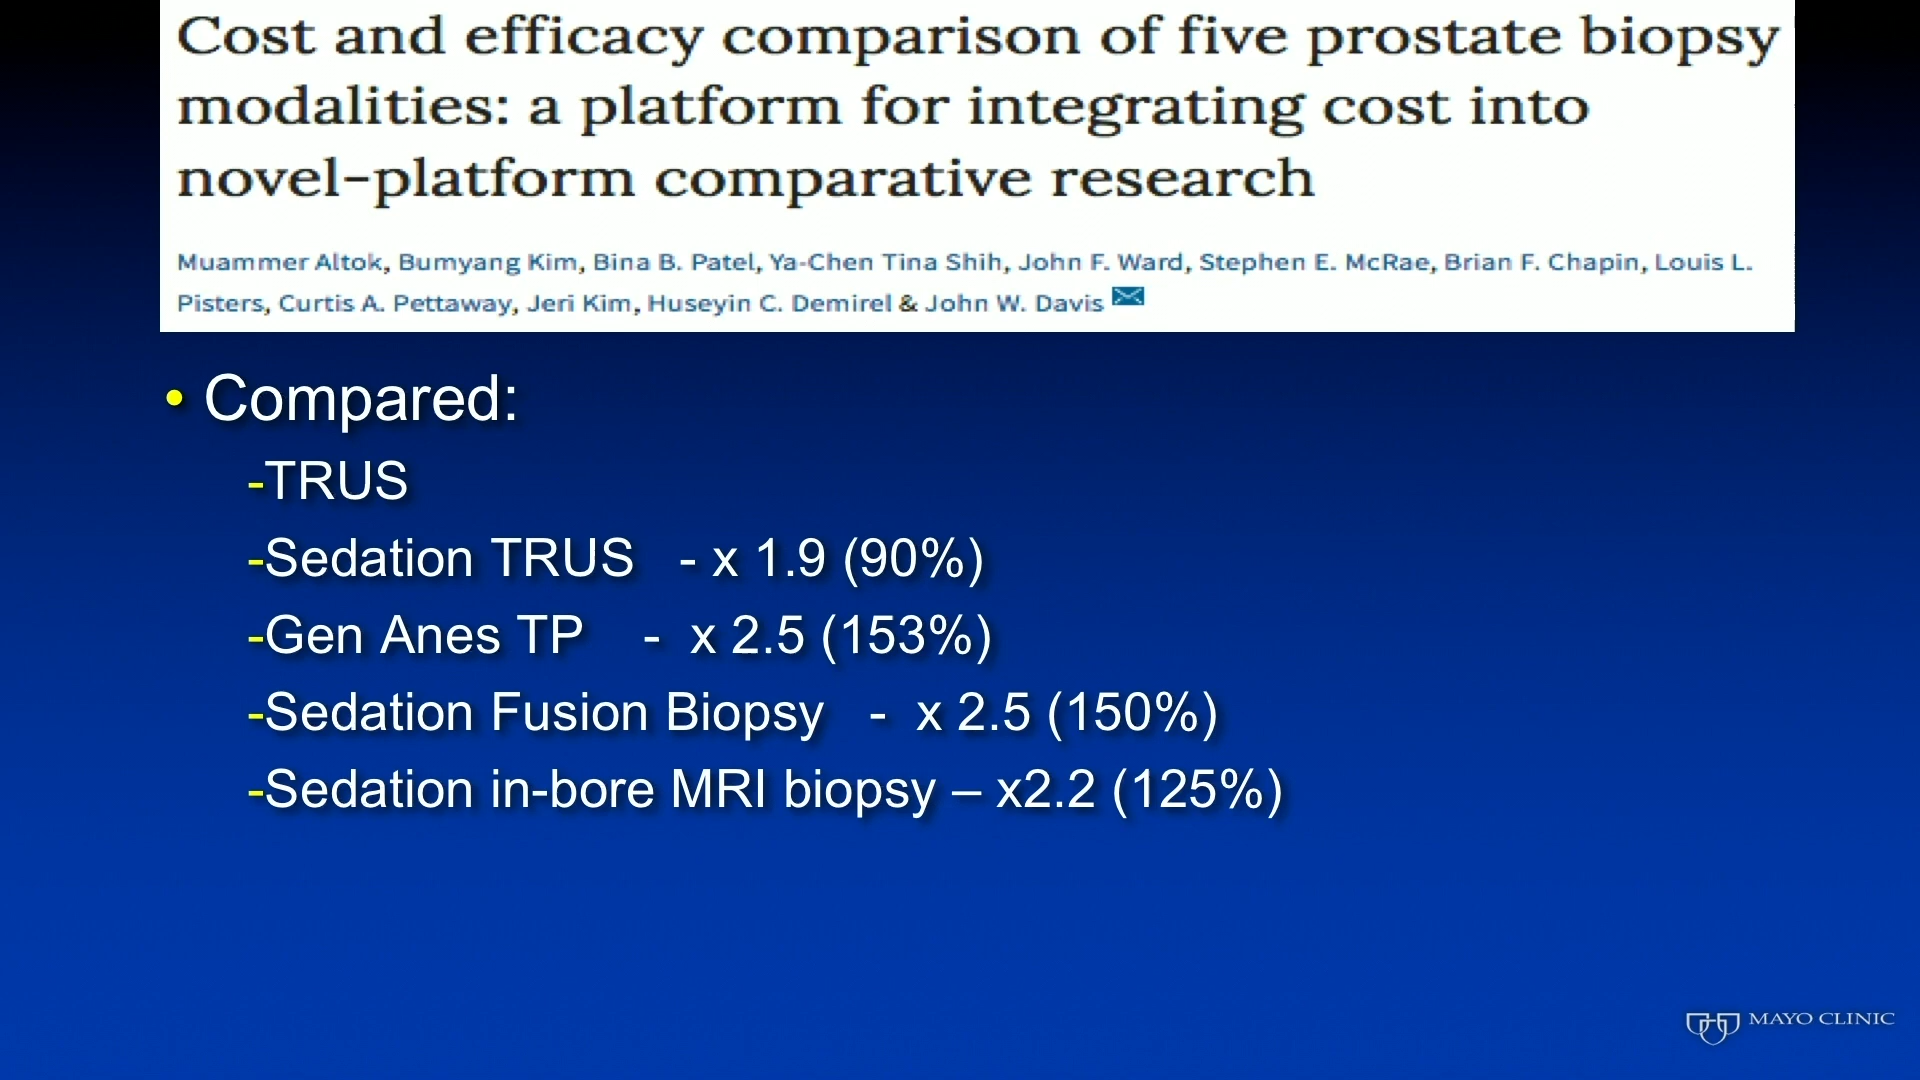 Cost and efficacy comparison of five prostate biopsy
modalities: a platform for integrating cost into
novel-platform comparative research
Muammer Altok, Bumyang Kim, Bina B. Patel, Ya-Chen Tina Shih, John F. Ward, Stephen E. McRae, Brian F. Chapin, Louis L.
Pisters, Curtis A. Pettaway, Jeri Kim, Huseyin C. Demirel & John W. Davis
• Compared:
-TRUS
-Sedation TRUS - x 1.9 (90%)
-Gen Anes TP - x 2.5 (153%)
-Sedation Fusion Biopsy - x 2.5 (150%)
-Sedation in-bore MRI biopsy – x2.2 (125%)
MAYO CLINIC